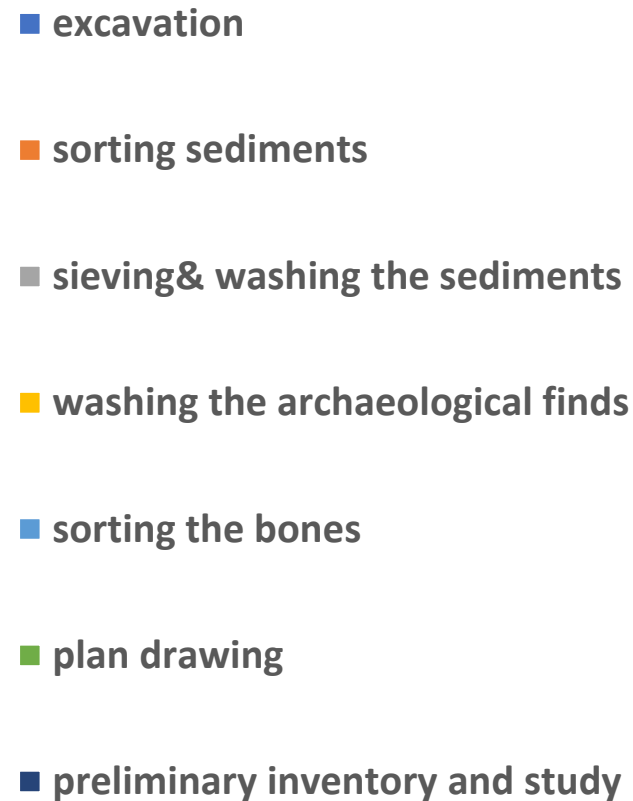 excavation
sorting sediments
sieving& washing the sediments
washing the archaeological finds
sorting the bones
plan drawing
preliminary inventory and study